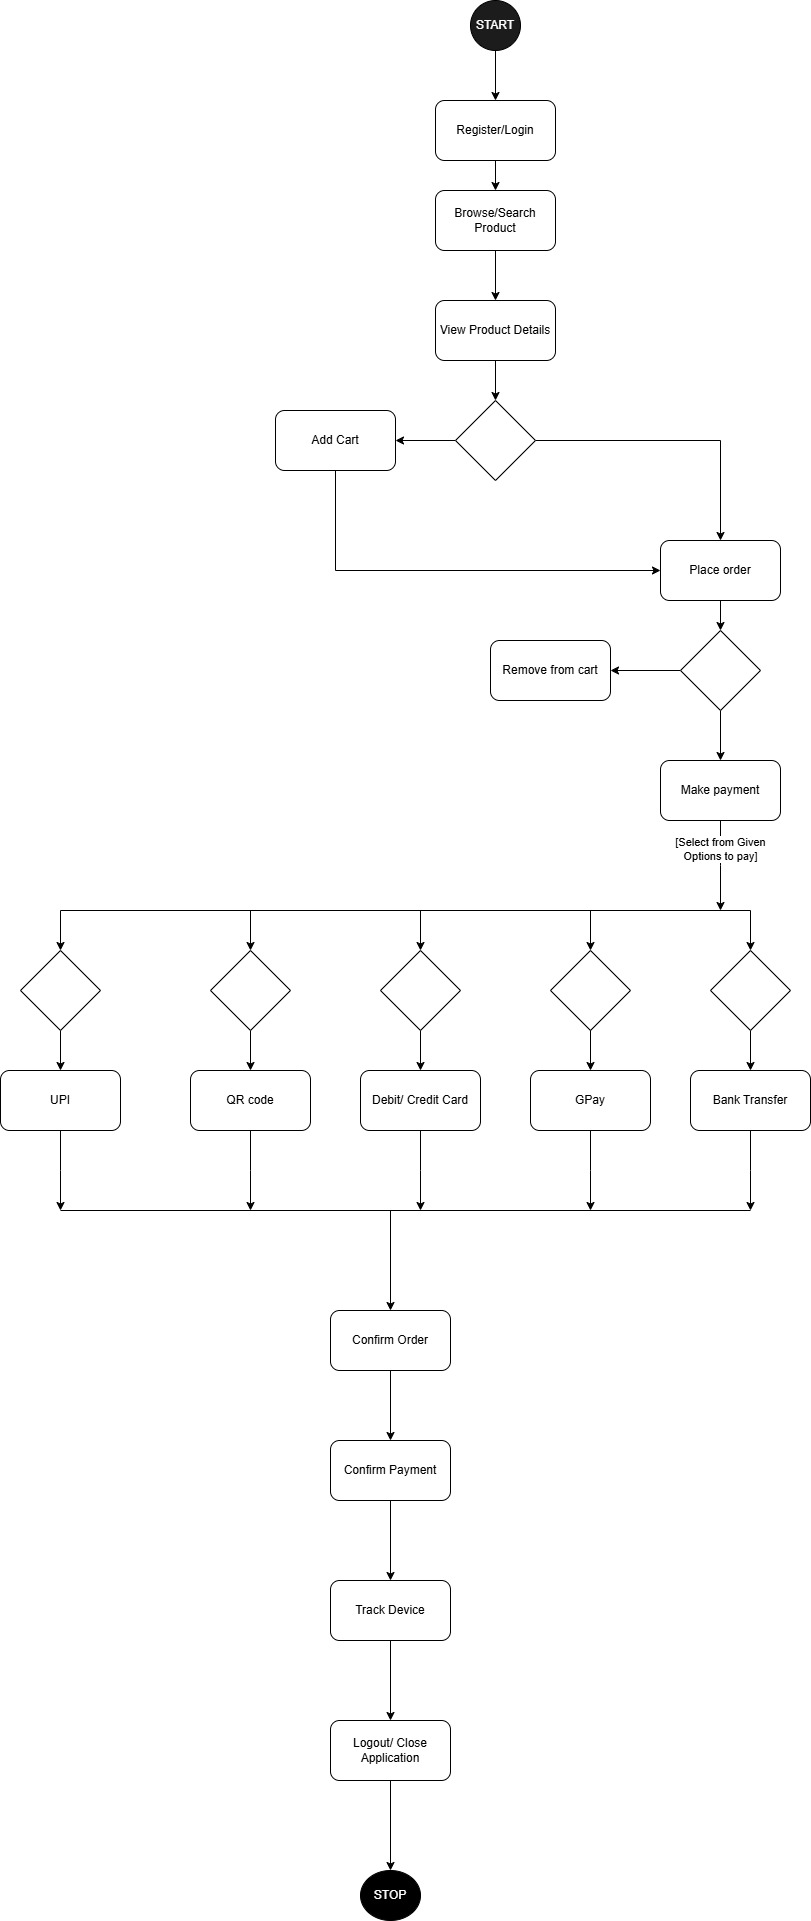 START
Register/Login
Browse/Search
Product
View Product Details
Add Cart
Place order
Remove from cart
Make payment
[Select from Given
Options to pay]
UPI
QR code
Debit/ Credit Card
GPay
Bank Transfer
Confirm Order
Confirm Payment
Track Device
Logout/ Close
Application
STOP